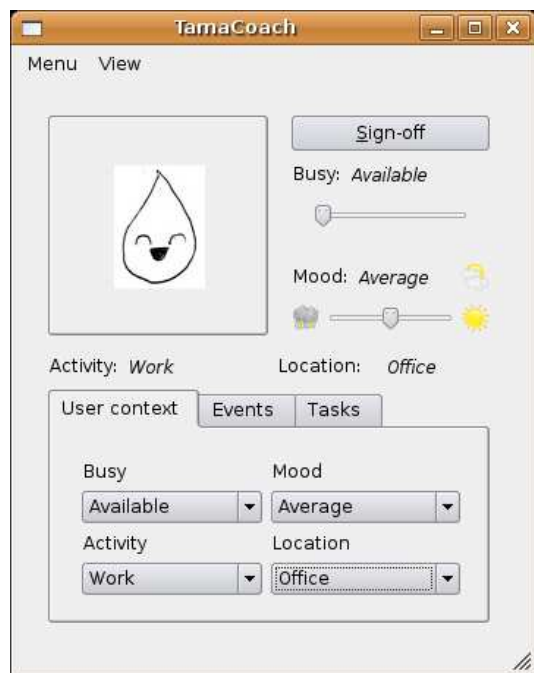 TamaCoach
Menu View
Sign-off
Busy: Available
Mood: Average
Activity: Work Location: Office
User context Events Tasks
Busy Mood
Available Average
Activity Location
Work Office